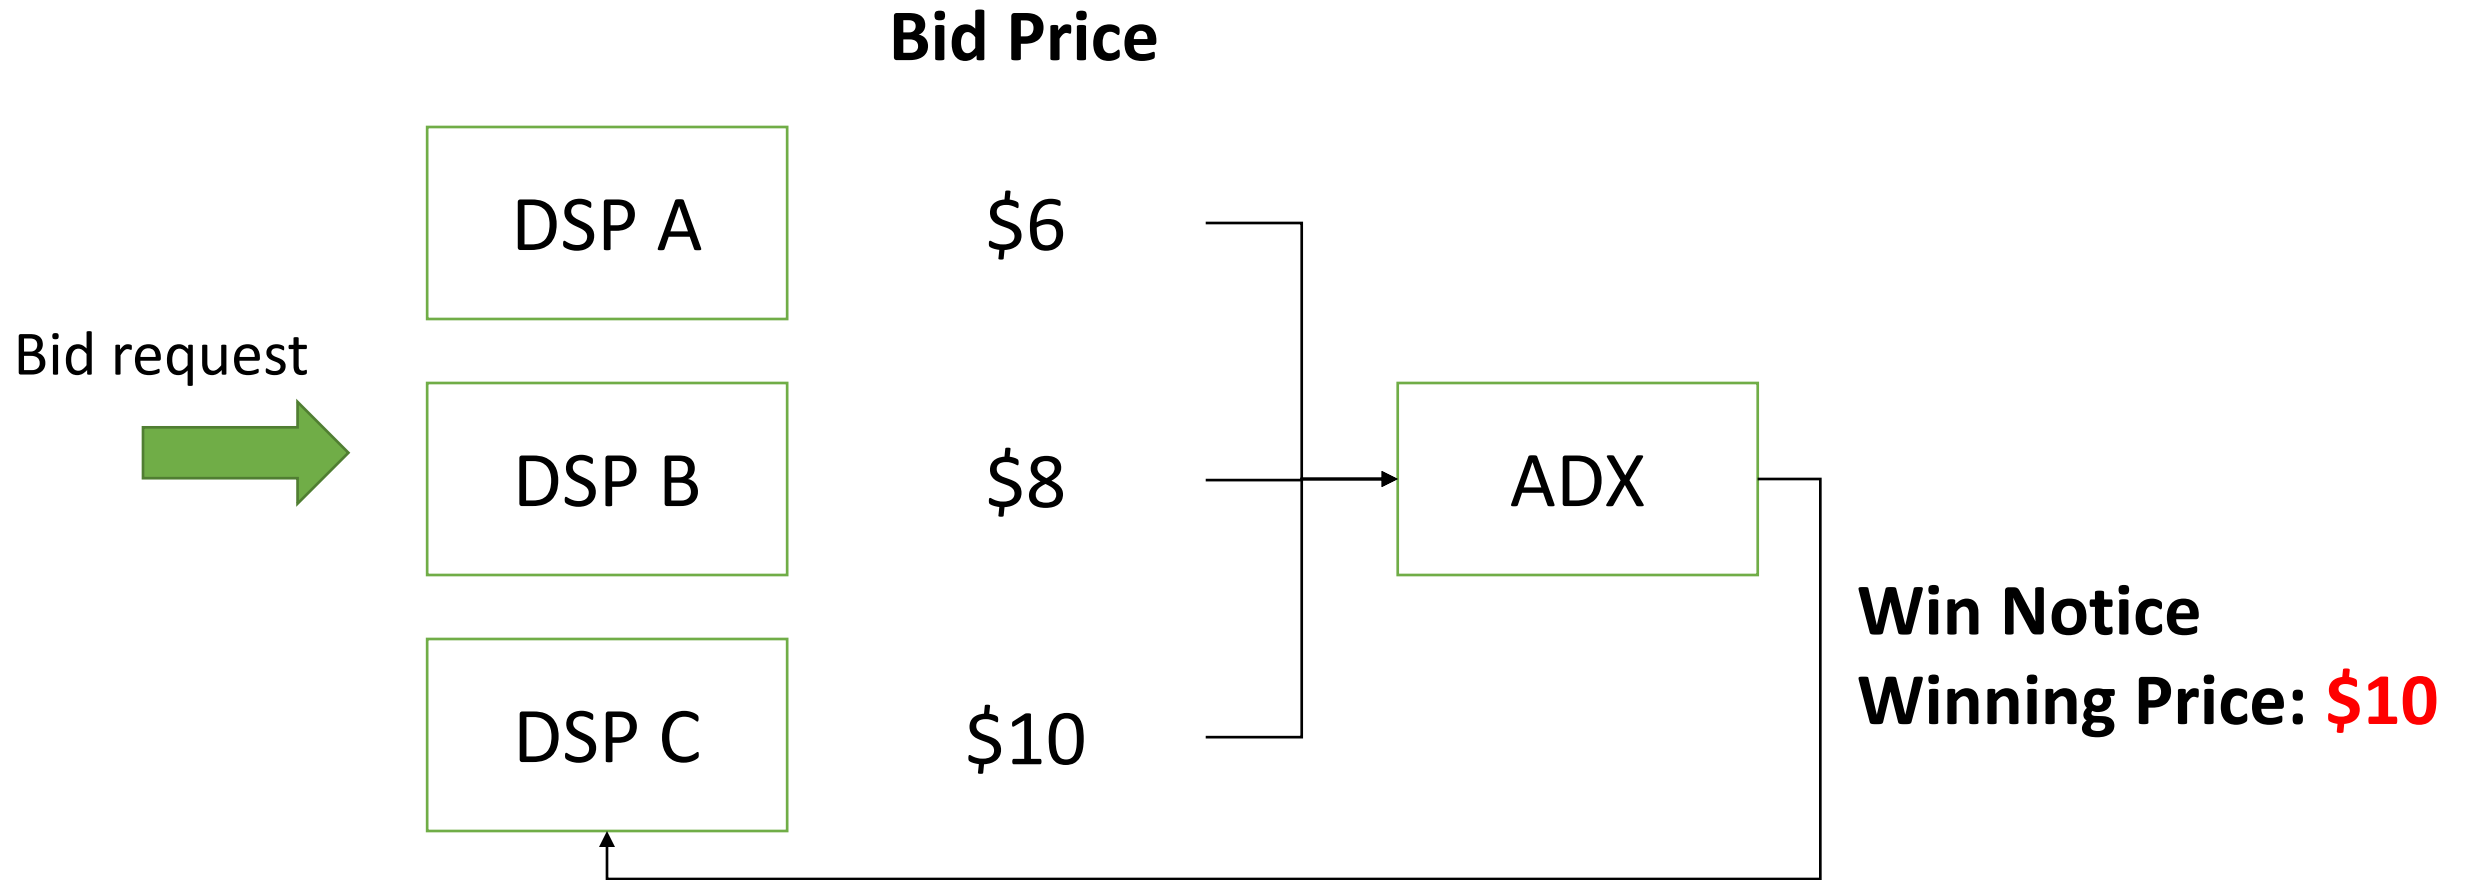 Bid Price
DSP A
$6
Bid request
DSP B
$8
ADX
Win Notice
Winning Price: $10
DSP C
$10